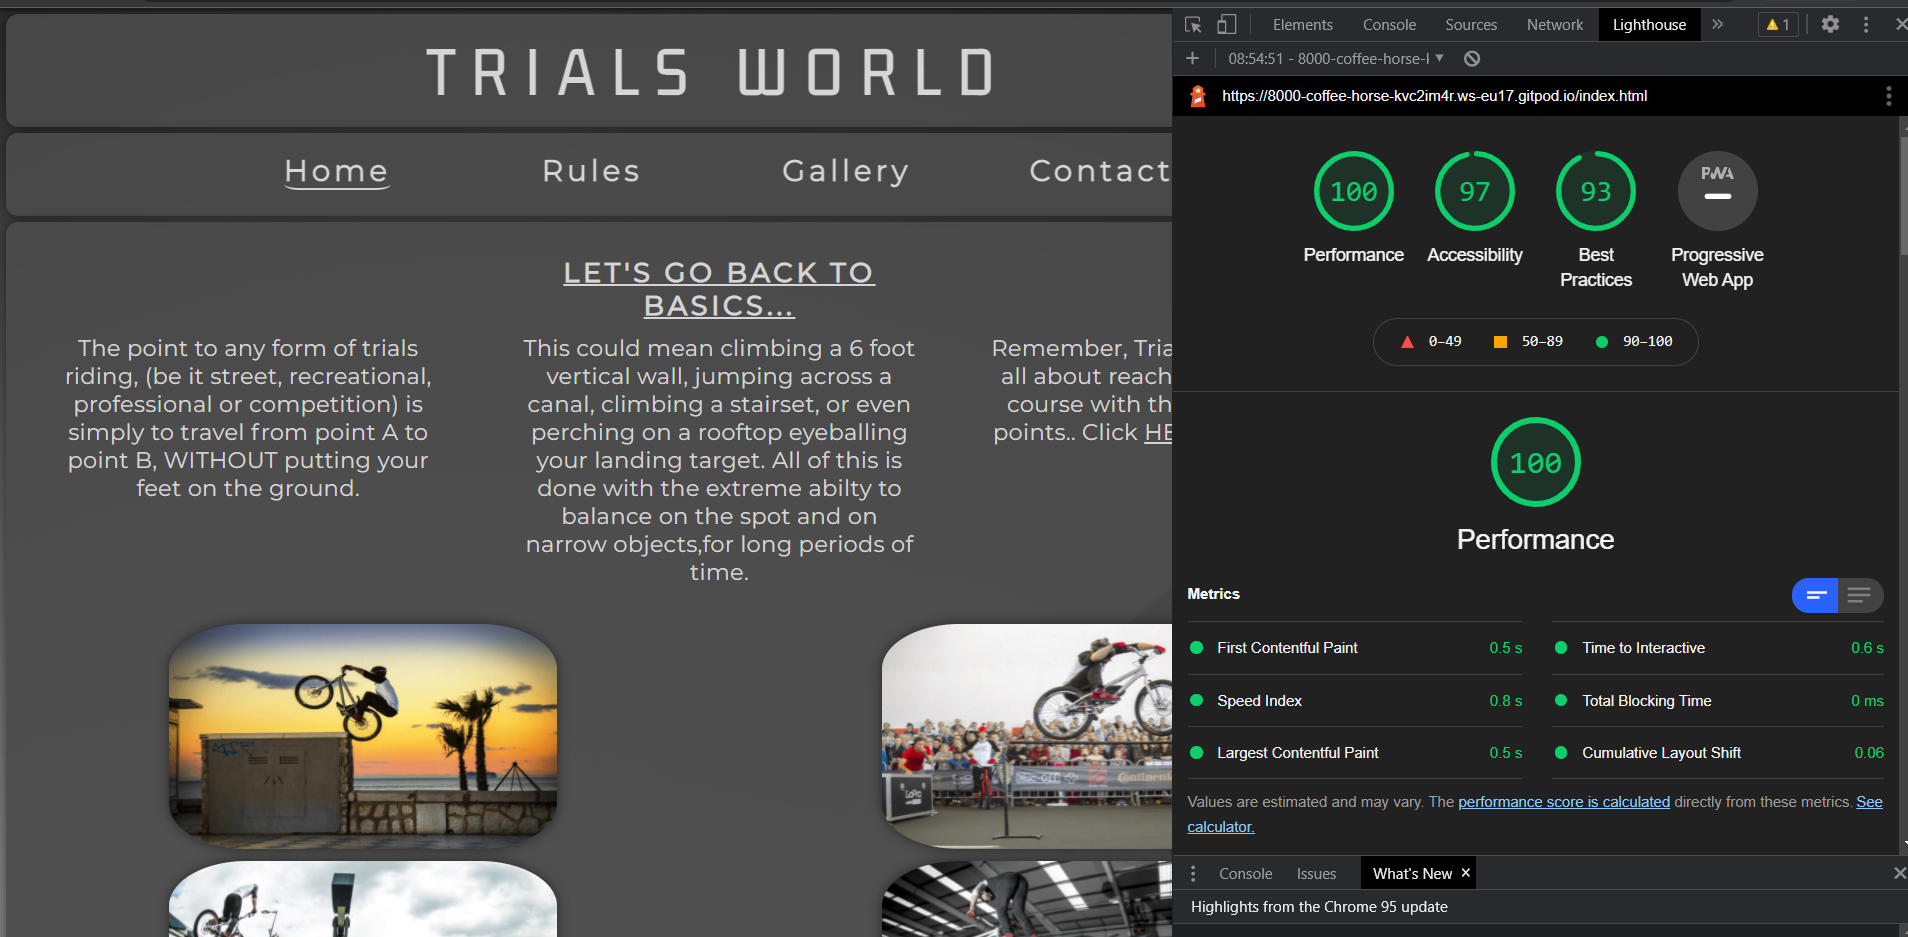 TRIALS WORLD
Home Rules Gallery Contact
LET'S GO BACK TO
BASICS...
The point to any form of trials
riding, (be it street, recreational,
professional or competition) is
simply to travel from point A to
point B, WITHOUT putting your
feet on the ground.
This could mean climbing a 6 foot
vertical wall, jumping across a
canal, climbing a stairset, or even
perching on a rooftop eyeballing
your landing target. All of this is
done with the extreme abilty to
balance on the spot and on
narrow objects,for long periods of
time.
Remember, Tria
all about reach
course with th
points.. Click HE
GoPro
MUC-OFF
Continental
Elements Console Sources Network Lighthouse 1
08:54:51 - 8000-coffee-horse-
https://8000-coffee-horse-kvc2im4r.ws-eu17.gitpod.io/index.html
100 97 93 PWA
Performance Accessibility Best
Practices Progressive
Web App
0–49 50–89 90–100
100
Performance
Metrics
First Contentful Paint 0.5 s
Time to Interactive 0.6 s
Speed Index 0.8 s
Total Blocking Time 0 ms
Largest Contentful Paint 0.5 s
Cumulative Layout Shift 0.06
Values are estimated and may vary. The performance score is calculated directly from these metrics. See
calculator.
Console Issues What's New ×
Highlights from the Chrome 95 update